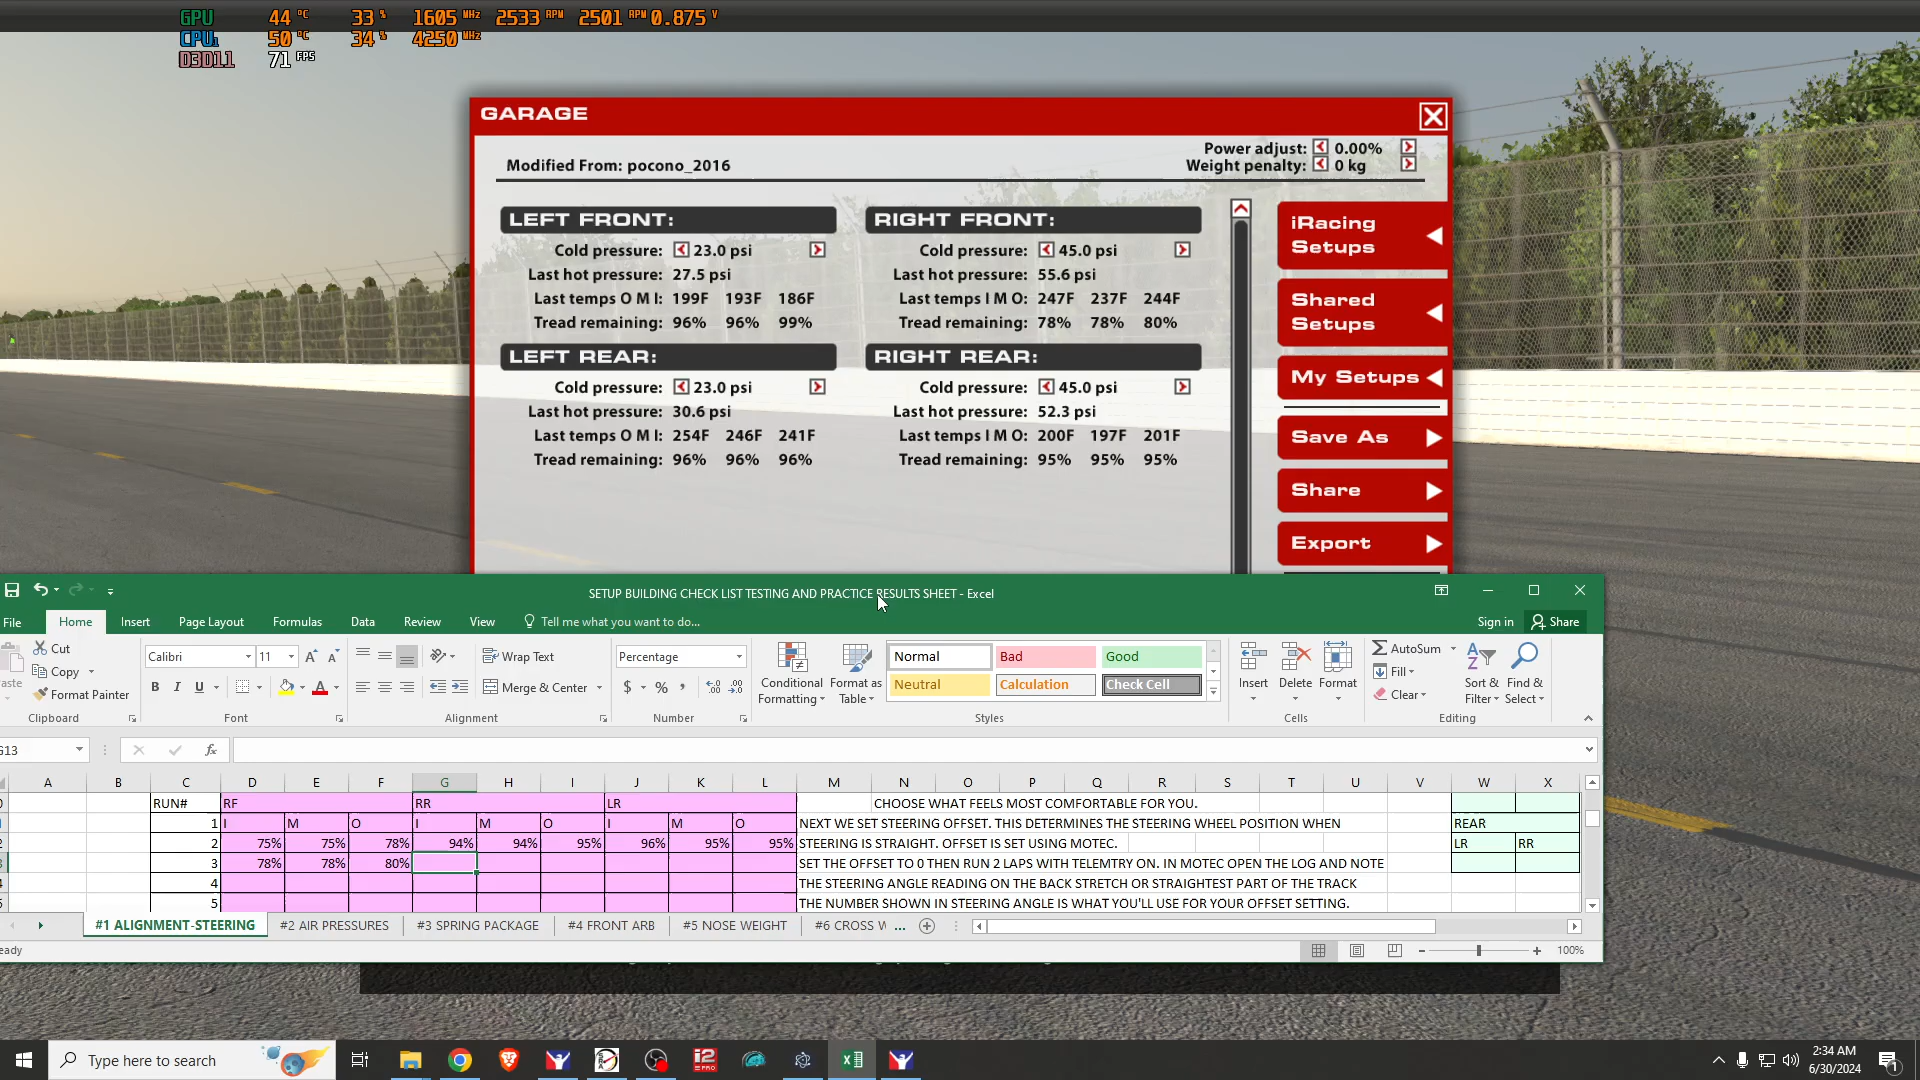 GPU 44 °C 33 % 1605 MHz 2533 RPM 2501 RPM 0.875 V
CPU1 50 °C 34 % 4250 MHz
D3D11 71 FPS
GARAGE
Modified From: pocono_2016
Power adjust: 0.00%
Weight penalty: 0 kg
LEFT FRONT:
Cold pressure: 23.0 psi
Last hot pressure: 27.5 psi
Last temps O M I: 199F 193F 186F
Tread remaining: 96% 96% 99%
RIGHT FRONT:
Cold pressure: 45.0 psi
Last hot pressure: 55.6 psi
Last temps I M O: 247F 237F 244F
Tread remaining: 78% 78% 80%
LEFT REAR:
Cold pressure: 23.0 psi
Last hot pressure: 30.6 psi
Last temps O M I: 254F 246F 241F
Tread remaining: 96% 96% 96%
RIGHT REAR:
Cold pressure: 45.0 psi
Last hot pressure: 52.3 psi
Last temps I M O: 200F 197F 201F
Tread remaining: 95% 95% 95%
iRacing
Setups
Shared
Setups
My Setups
Save As
Share
Export
SETUP BUILDING CHECK LIST TESTING AND PRACTICE RESULTS SHEET - Excel
File Home Insert Page Layout Formulas Data Review View Tell me what you want to do... Sign in Share
Cut
Copy
Format Painter
aste
Clipboard
Calibri 11
B I U
Font
Wrap Text
Merge & Center
Alignment
Percentage
$ % ,
Number
Conditional
Formatting
Format as
Table
Normal Bad Good
Neutral Calculation Check Cell
Styles
Insert Delete Format
Cells
AutoSum
Fill
Clear
Sort &
Filter
Find &
Select
Editing
G13
fx
A B C D E F G H I J K L M N O P Q R S T U V W X
RUN# RF RR LR CHOOSE WHAT FEELS MOST COMFORTABLE FOR YOU.
1 I M O I M O I M O NEXT WE SET STEERING OFFSET. THIS DETERMINES THE STEERING WHEEL POSITION WHEN REAR
2 75% 75% 78% 94% 94% 95% 96% 95% 95% STEERING IS STRAIGHT. OFFSET IS SET USING MOTEC. LR RR
3 78% 78% 80% SET THE OFFSET TO 0 THEN RUN 2 LAPS WITH TELEMTRY ON. IN MOTEC OPEN THE LOG AND NOTE
4 THE STEERING ANGLE READING ON THE BACK STRETCH OR STRAIGHTEST PART OF THE TRACK
5 THE NUMBER SHOWN IN STEERING ANGLE IS WHAT YOU'LL USE FOR YOUR OFFSET SETTING.
#1 ALIGNMENT-STEERING #2 AIR PRESSURES #3 SPRING PACKAGE #4 FRONT ARB #5 NOSE WEIGHT #6 CROSS W ...
eady
100%
Type here to search
i2
PRO
2:34 AM
6/30/2024
1